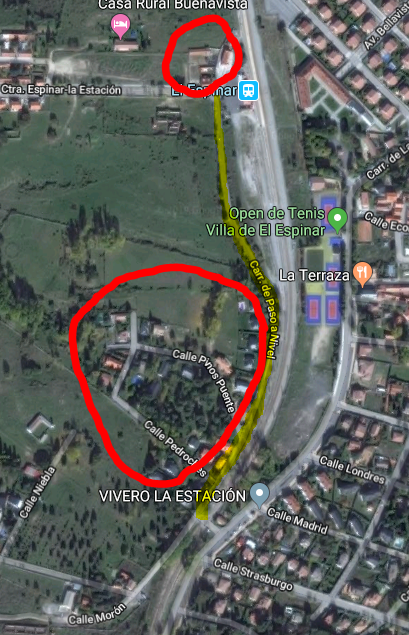 Casa Rural Buenavista
Av. Bellavista
Ctra. Espinar-la Estación
El Espinar
Carr. de La
Open de Tenis
Villa de El Espinar
Calle Eco
La Terraza
Carr. de Paso a Nivel
Calle Pinos Puente
Calle Pedroches
Calle Niebla
VIVERO LA ESTACIÓN
Calle Londres
Calle Madrid
Calle Estrasburgo
Calle Morón